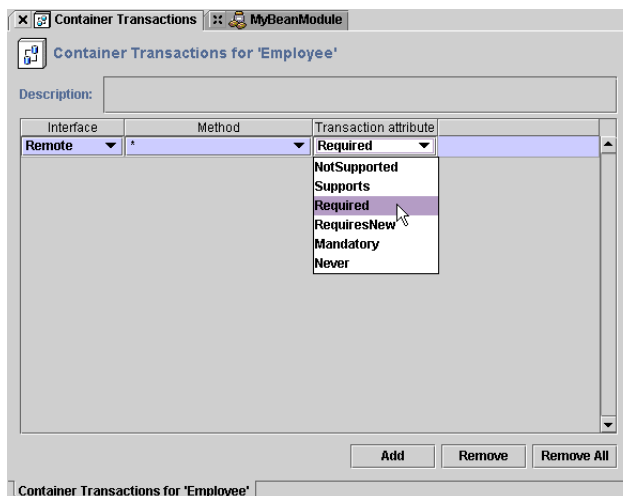 Container Transactions MyBeanModule
Container Transactions for 'Employee'
Description:
Interface Method Transaction attribute
Remote * Required
NotSupported
Supports
Required
RequiresNew
Mandatory
Never
Add Remove Remove All
Container Transactions for 'Employee'